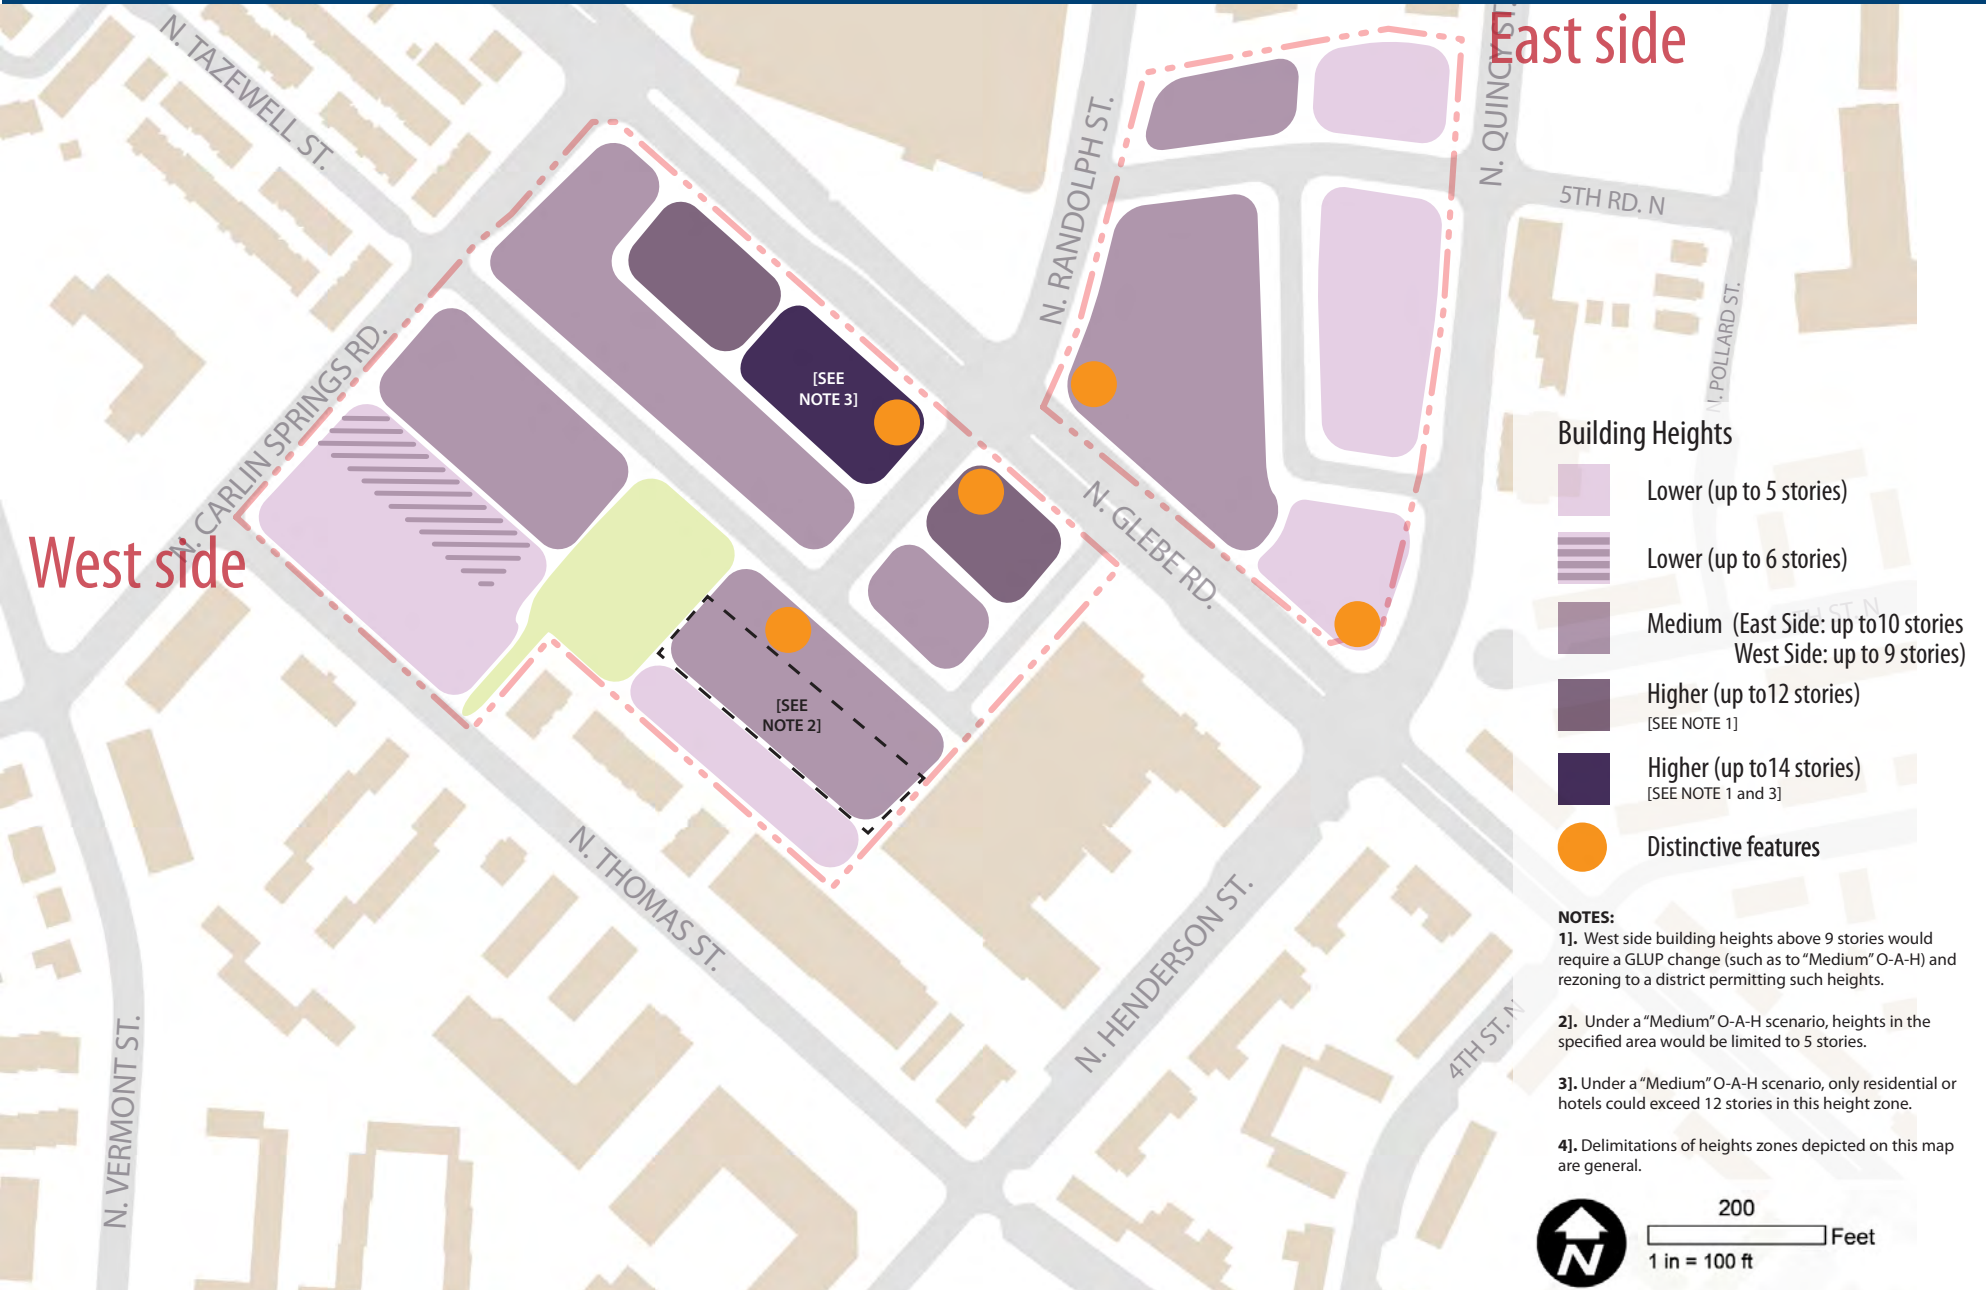 East side
West side
N. TAZEWELL ST.
N. CARLIN SPRINGS RD.
N. RANDOLPH ST.
N. QUINCY ST.
5TH RD. N
N. POLLARD ST.
N. GLEBE RD.
N. THOMAS ST.
N. VERMONT ST.
N. HENDERSON ST.
4TH ST. N
[SEE
NOTE 3]
[SEE
NOTE 2]
Building Heights
Lower (up to 5 stories)
Lower (up to 6 stories)
Medium (East Side: up to10 stories
West Side: up to 9 stories)
Higher (up to12 stories)
[SEE NOTE 1]
Higher (up to14 stories)
[SEE NOTE 1 and 3]
Distinctive features
NOTES:
1]. West side building heights above 9 stories would
require a GLUP change (such as to “Medium” O-A-H) and
rezoning to a district permitting such heights.
2]. Under a “Medium” O-A-H scenario, heights in the
specified area would be limited to 5 stories.
3]. Under a “Medium” O-A-H scenario, only residential or
hotels could exceed 12 stories in this height zone.
4]. Delimitations of heights zones depicted on this map
are general.
N
200
Feet
1 in = 100 ft